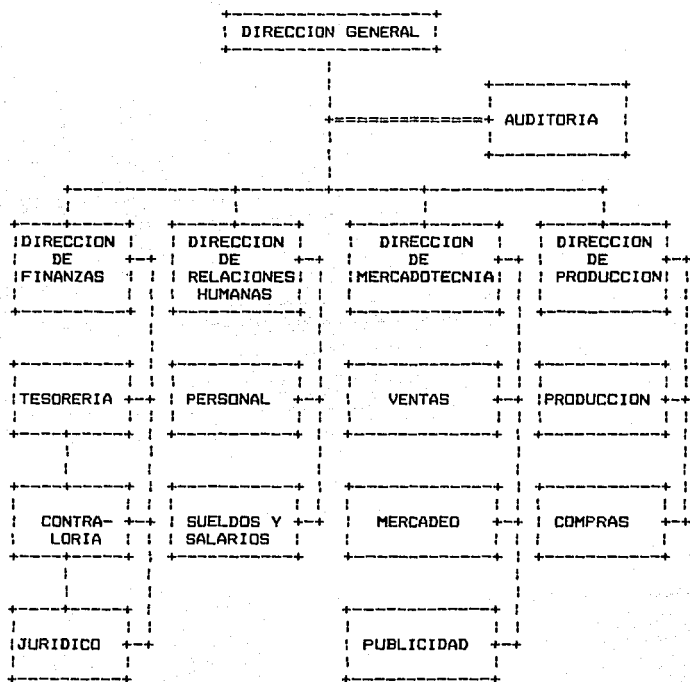 DIRECCION GENERAL
AUDITORIA
DIRECCION
DE
FINANZAS
DIRECCION
DE
RELACIONES
HUMANAS
DIRECCION
DE
MERCADOTECNIA
DIRECCION
DE
PRODUCCION
TESORERIA
PERSONAL
VENTAS
PRODUCCION
CONTRA-
LORIA
SUELDOS Y
SALARIOS
MERCADEO
COMPRAS
JURIDICO
PUBLICIDAD